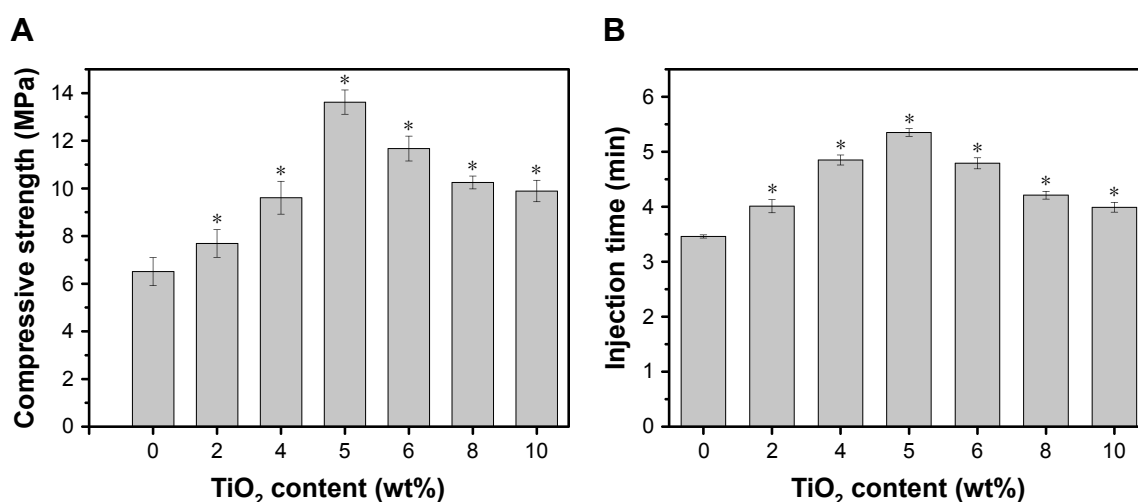 A
Compressive strength (MPa)
14
12
10
8
6
4
2
0
* * * * * *
0 2 4 5 6 8 10
TiO₂ content (wt%)
B
Injection time (min)
6
5
4
3
2
1
0
* * * * * *
0 2 4 5 6 8 10
TiO₂ content (wt%)